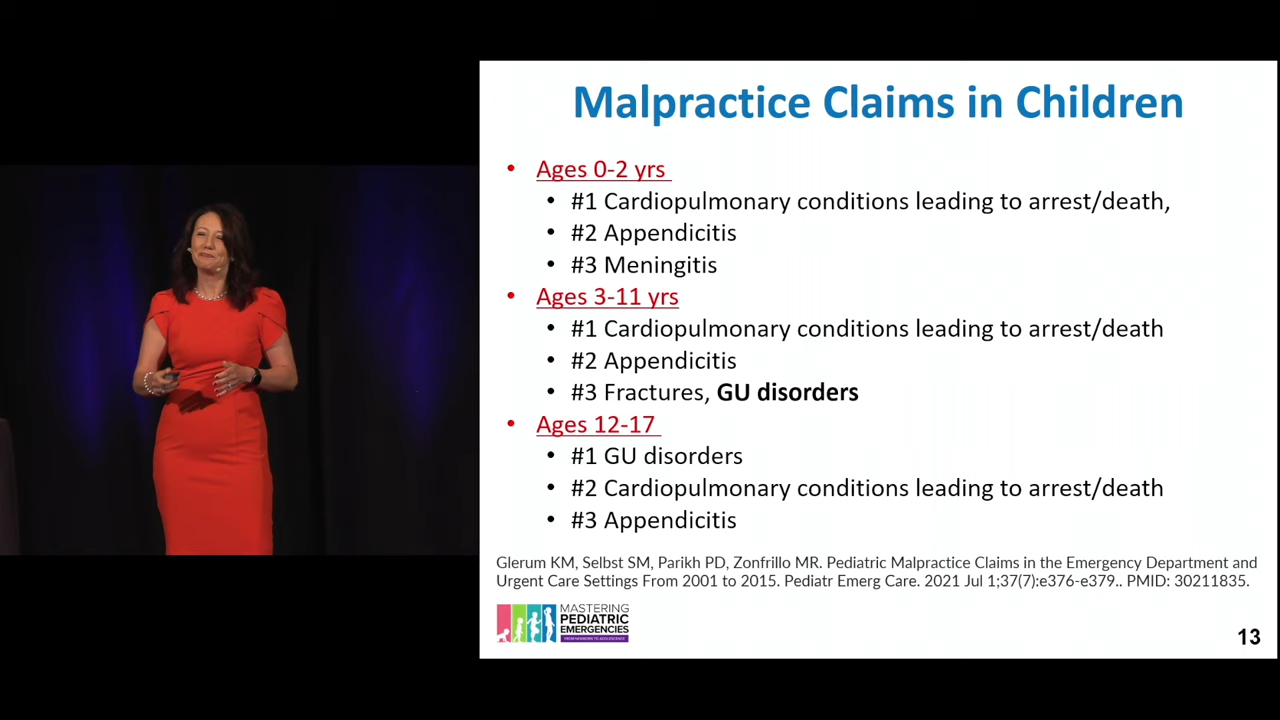 Malpractice Claims in Children
• Ages 0-2 yrs
• #1 Cardiopulmonary conditions leading to arrest/death,
• #2 Appendicitis
• #3 Meningitis
• Ages 3-11 yrs
• #1 Cardiopulmonary conditions leading to arrest/death
• #2 Appendicitis
• #3 Fractures, GU disorders
• Ages 12-17
• #1 GU disorders
• #2 Cardiopulmonary conditions leading to arrest/death
• #3 Appendicitis
Glerum KM, Selbst SM, Parikh PD, Zonfrillo MR. Pediatric Malpractice Claims in the Emergency Department and
Urgent Care Settings From 2001 to 2015. Pediatr Emerg Care. 2021 Jul 1;37(7):e376-e379.. PMID: 30211835.
MASTERING
PEDIATRIC
EMERGENCIES
FROM NEWBORN TO ADOLESCENCE
13